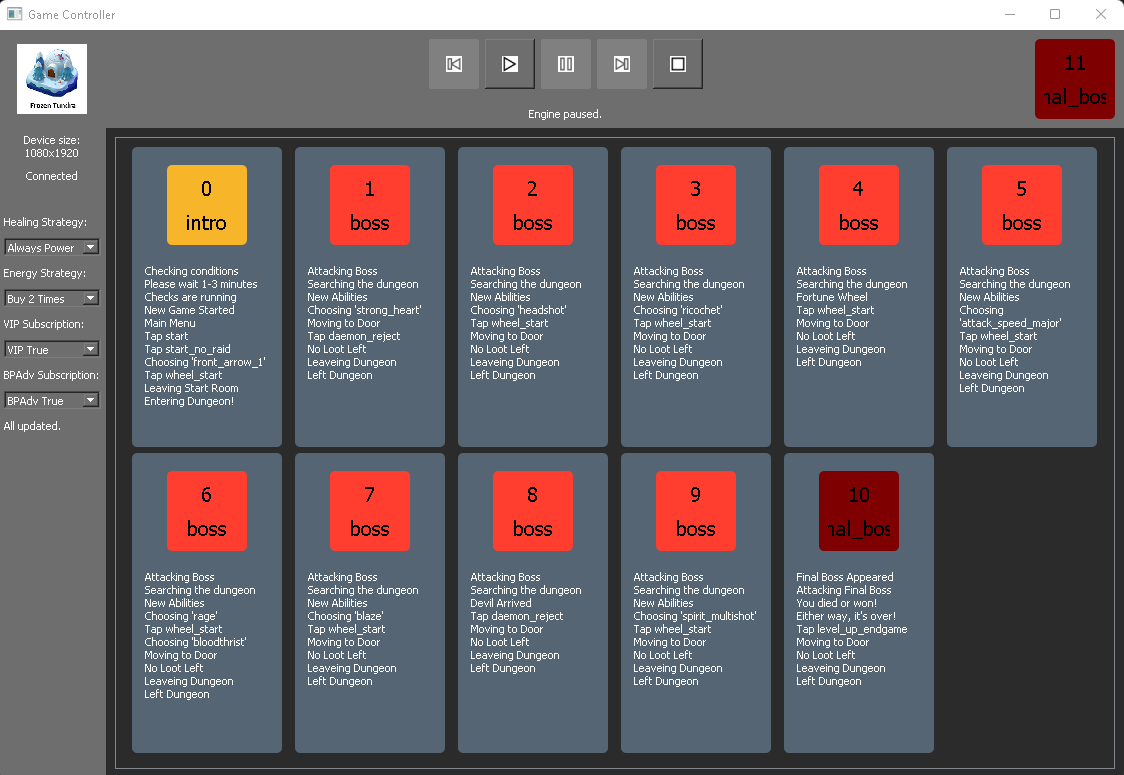 Game Controller
Frozen Tundra
Device size:
1080x1920
Connected
Healing Strategy:
Always Power
Energy Strategy:
Buy 2 Times
VIP Subscription:
VIP True
BPAdv Subscription:
BPAdv True
All updated.
Engine paused.
11
nal_bos
0
intro
Checking conditions
Please wait 1-3 minutes
Checks are running
New Game Started
Main Menu
Tap start
Tap start_no_raid
Choosing 'front_arrow_1'
Tap wheel_start
Leaving Start Room
Entering Dungeon!
1
boss
Attacking Boss
Searching the dungeon
New Abilities
Choosing 'strong_heart'
Moving to Door
Tap daemon_reject
No Loot Left
Leaveing Dungeon
Left Dungeon
2
boss
Attacking Boss
Searching the dungeon
New Abilities
Choosing 'headshot'
Tap wheel_start
Moving to Door
No Loot Left
Leaveing Dungeon
Left Dungeon
3
boss
Attacking Boss
Searching the dungeon
New Abilities
Choosing 'ricochet'
Tap wheel_start
Moving to Door
No Loot Left
Leaveing Dungeon
Left Dungeon
4
boss
Attacking Boss
Searching the dungeon
Fortune Wheel
Tap wheel_start
Moving to Door
No Loot Left
Leaveing Dungeon
Left Dungeon
5
boss
Attacking Boss
Searching the dungeon
New Abilities
Choosing
'attack_speed_major'
Tap wheel_start
Moving to Door
No Loot Left
Leaveing Dungeon
Left Dungeon
6
boss
Attacking Boss
Searching the dungeon
New Abilities
Choosing 'rage'
Tap wheel_start
Choosing 'bloodthrist'
Moving to Door
No Loot Left
Leaveing Dungeon
Left Dungeon
7
boss
Attacking Boss
Searching the dungeon
New Abilities
Choosing 'blaze'
Tap wheel_start
Moving to Door
No Loot Left
Leaveing Dungeon
Left Dungeon
8
boss
Attacking Boss
Searching the dungeon
Devil Arrived
Tap daemon_reject
Moving to Door
No Loot Left
Leaveing Dungeon
Left Dungeon
9
boss
Attacking Boss
Searching the dungeon
New Abilities
Choosing 'spirit_multishot'
Tap wheel_start
Moving to Door
No Loot Left
Leaveing Dungeon
Left Dungeon
10
nal_bos
Final Boss Appeared
Attacking Final Boss
You died or won!
Either way, it's over!
Tap level_up_endgame
Moving to Door
No Loot Left
Leaveing Dungeon
Left Dungeon